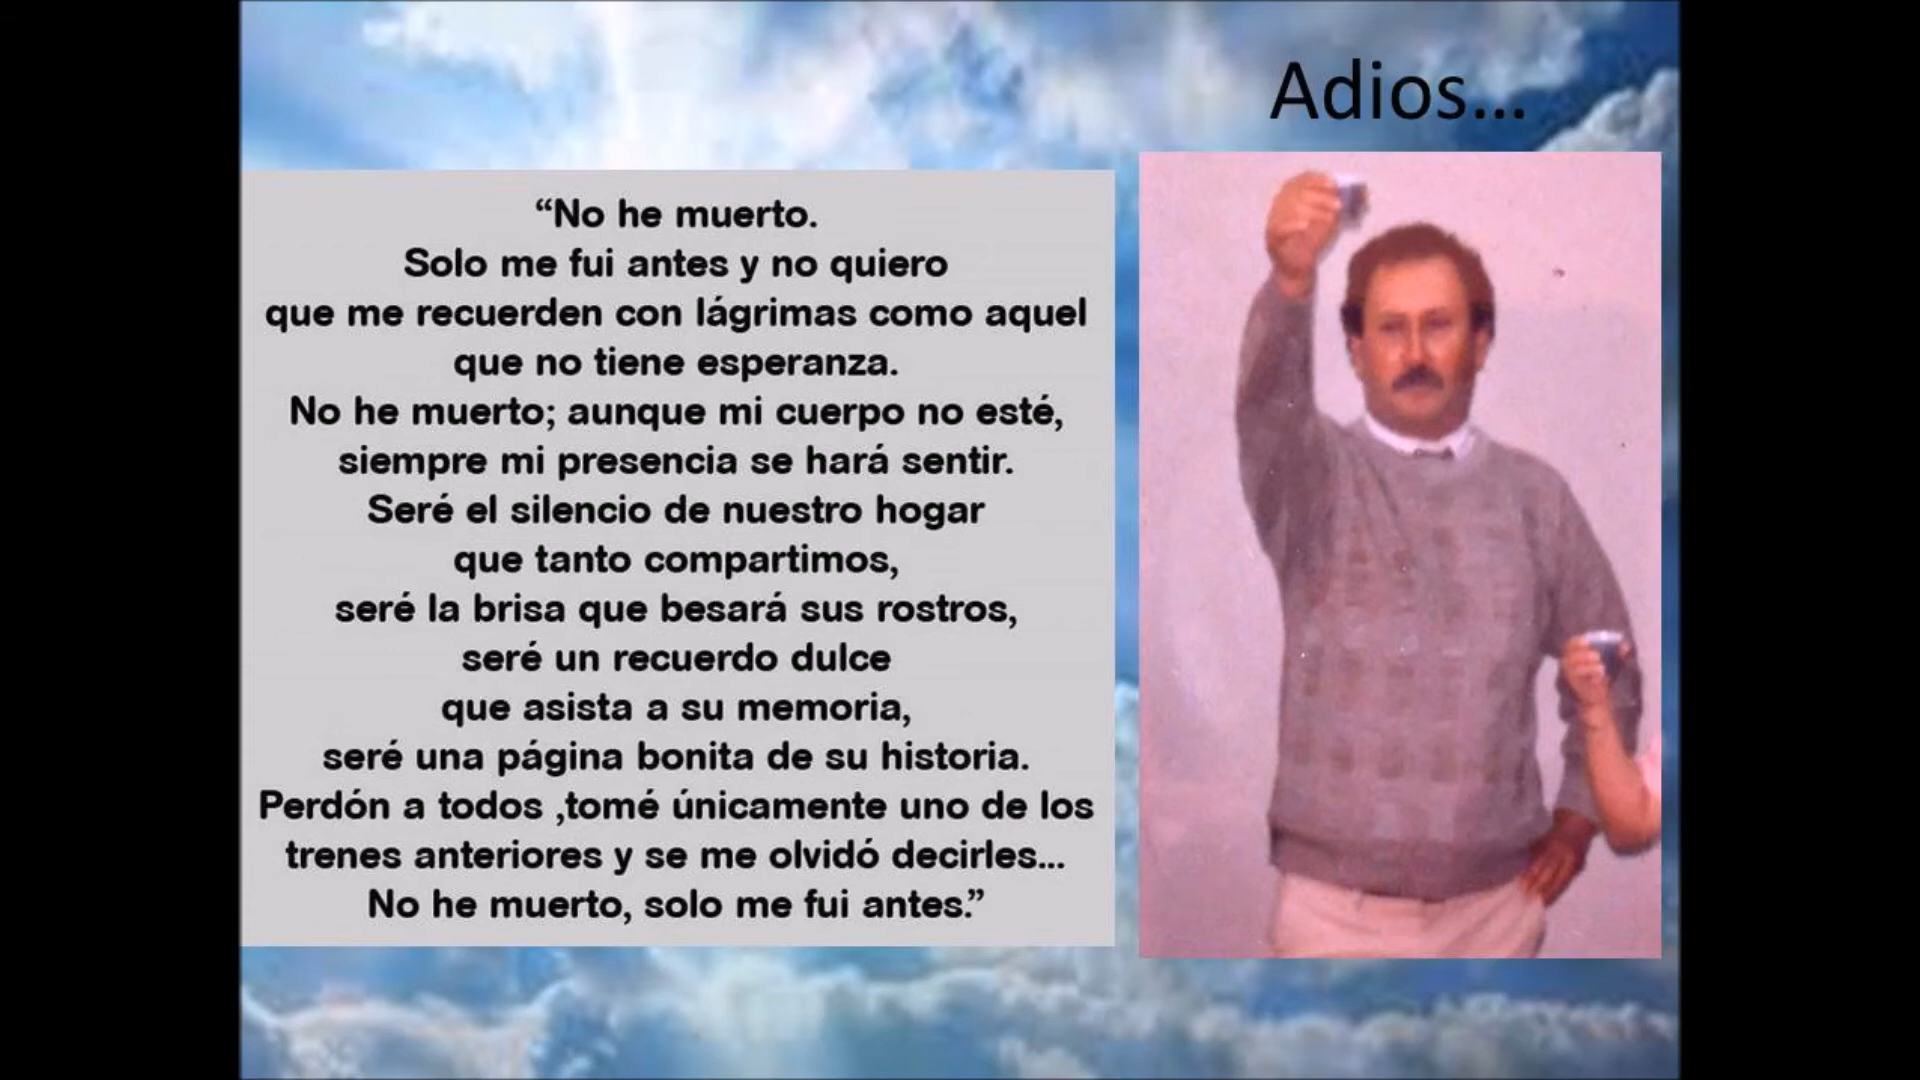 Adios...
“No he muerto.
Solo me fui antes y no quiero
que me recuerden con lágrimas como aquel
que no tiene esperanza.
No he muerto; aunque mi cuerpo no esté,
siempre mi presencia se hará sentir.
Seré el silencio de nuestro hogar
que tanto compartimos,
seré la brisa que besará sus rostros,
seré un recuerdo dulce
que asista a su memoria,
seré una página bonita de su historia.
Perdón a todos ,tomé únicamente uno de los
trenes anteriores y se me olvidó decirles...
No he muerto, solo me fui antes.”